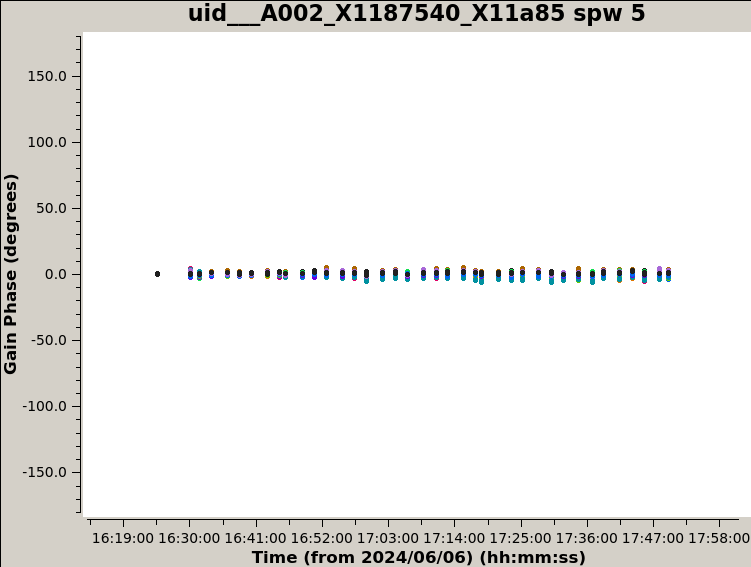 uid___A002_X1187540_X11a85 spw 5
150.0
100.0
50.0
0.0
-50.0
-100.0
-150.0
Gain Phase (degrees)
16:19:00 16:30:00 16:41:00 16:52:00 17:03:00 17:14:00 17:25:00 17:36:00 17:47:00 17:58:00
Time (from 2024/06/06) (hh:mm:ss)